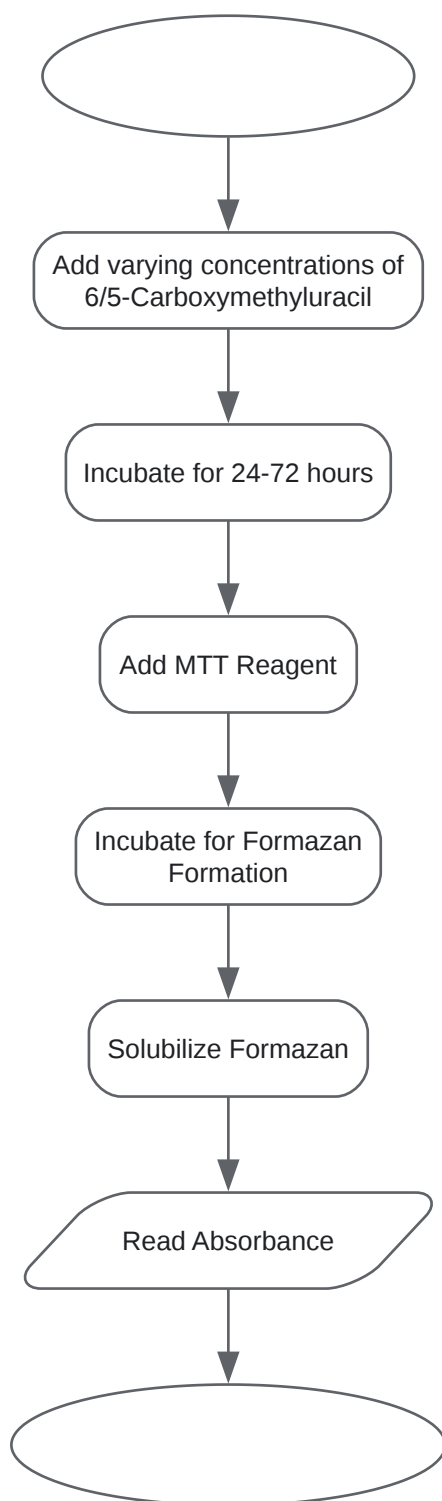 Add varying concentrations of
6/5-Carboxymethyluracil
Incubate for 24-72 hours
Add MTT Reagent
Incubate for Formazan
Formation
Solubilize Formazan
Read Absorbance